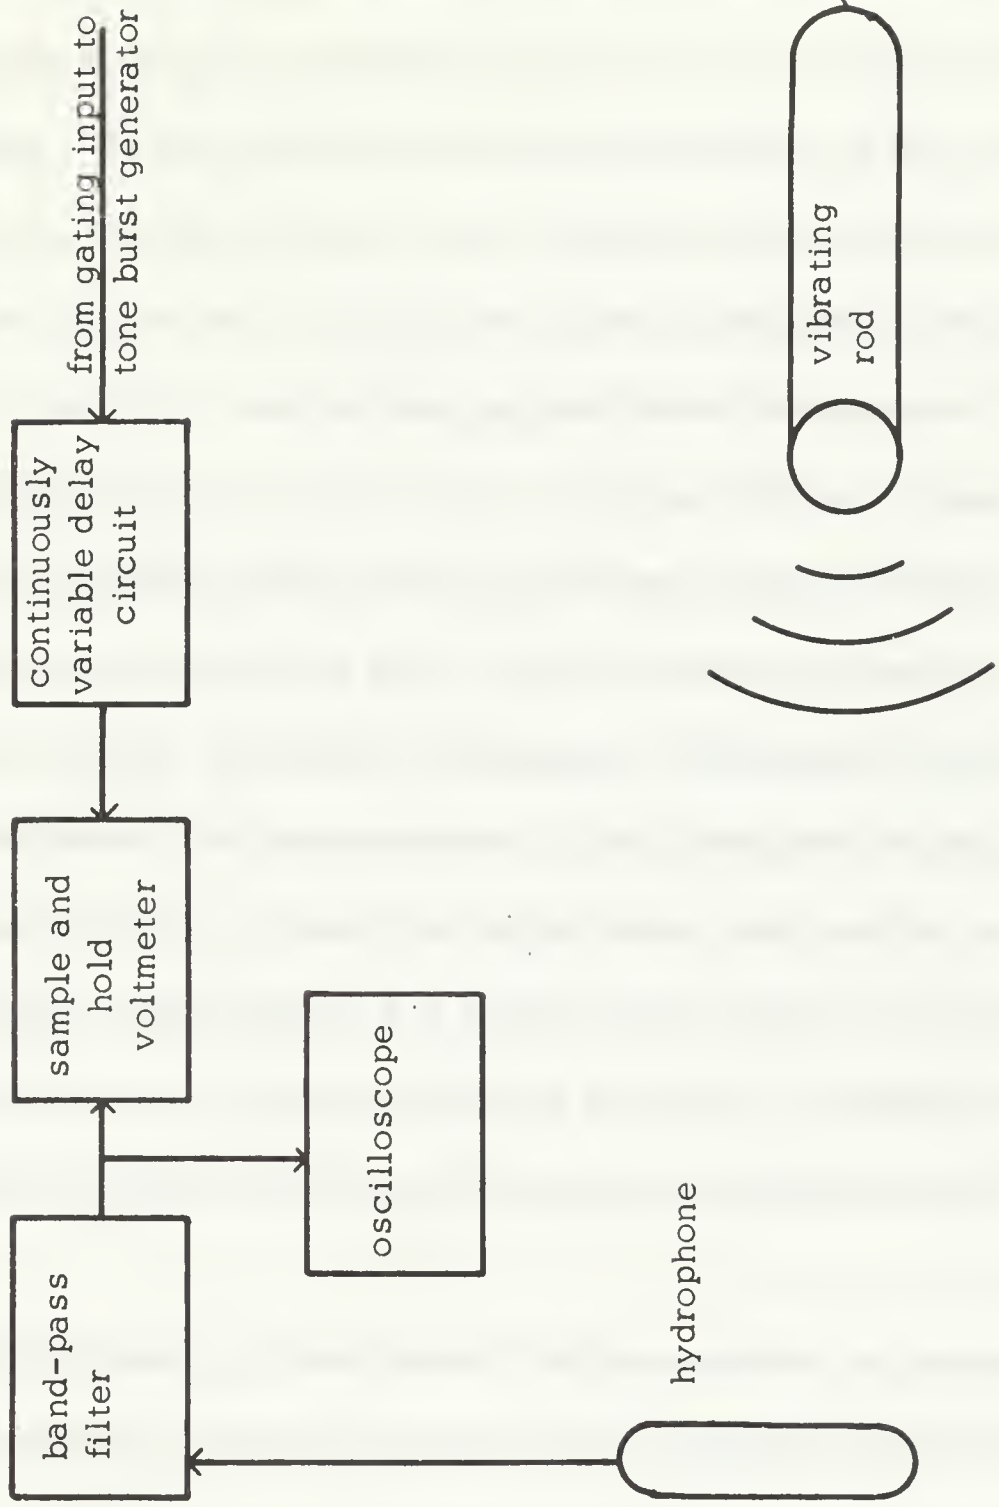 band-pass
filter
sample and
hold
voltmeter
continuously
variable delay
circuit
from gating input to
tone burst generator
oscilloscope
hydrophone
vibrating
rod